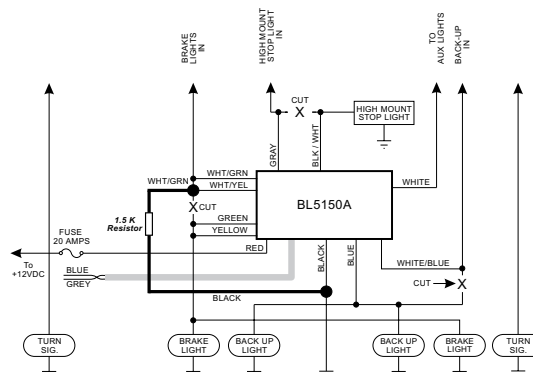 BRAKE
LIGHTS
IN
HIGH MOUNT
STOP LIGHT
IN
TO
AUX LIGHTS
BACK-UP
IN
CUT
X
HIGH MOUNT
STOP LIGHT
GRAY
BLK / WHT
WHT/GRN
WHT/GRN
WHT/YEL
WHITE
BL5150A
X CUT
1.5 K
Resistor
GREEN
YELLOW
FUSE
20 AMPS
RED
To
+12VDC
BLUE
GREY
BLACK
BLUE
WHITE/BLUE
CUT
X
BLACK
TURN
SIG.
BRAKE
LIGHT
BACK UP
LIGHT
BACK UP
LIGHT
BRAKE
LIGHT
TURN
SIG.